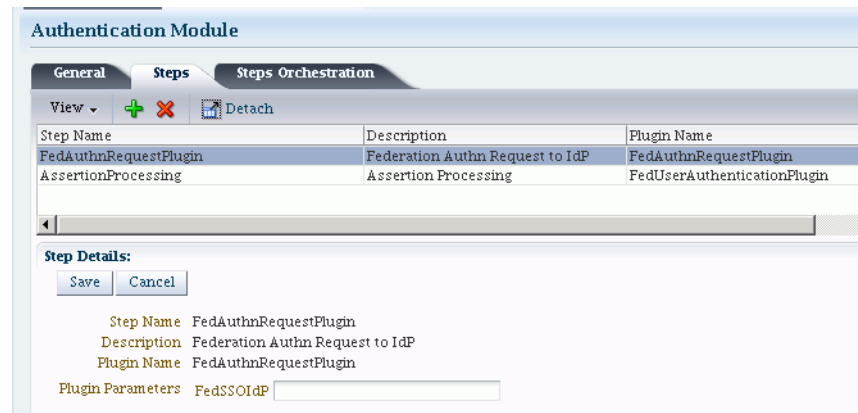 Authentication Module
General Steps Steps Orchestration
View Detach
Step Name Description Plugin Name
FedAuthnRequestPlugin Federation Authn Request to IdP FedAuthnRequestPlugin
AssertionProcessing Assertion Processing FedUserAuthenticationPlugin
Step Details:
Save Cancel
Step Name FedAuthnRequestPlugin
Description Federation Authn Request to IdP
Plugin Name FedAuthnRequestPlugin
Plugin Parameters FedSSOIdP